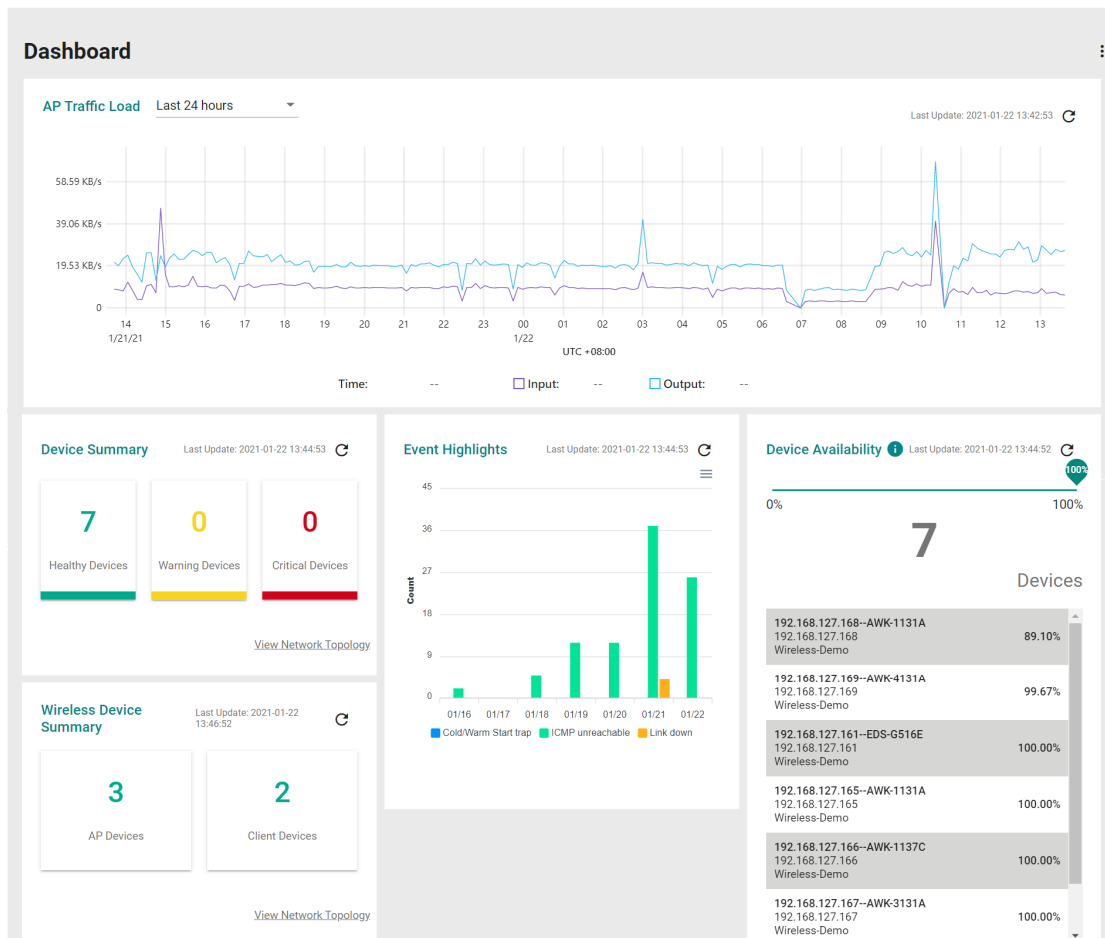 Dashboard
AP Traffic Load Last 24 hours
Last Update: 2021-01-22 13:42:53
58.59 KB/s
39.06 KB/s
19.53 KB/s
0
14 15 16 17 18 19 20 21 22 23 00 01 02 03 04 05 06 07 08 09 10 11 12 13
1/21/21 1/22
UTC +08:00
Time: -- Input: -- Output: --
Device Summary Last Update: 2021-01-22 13:44:53
7 0 0
Healthy Devices Warning Devices Critical Devices
View Network Topology
Wireless Device
Summary
Last Update: 2021-01-22
13:46:52
3 2
AP Devices Client Devices
View Network Topology
Event Highlights Last Update: 2021-01-22 13:44:53
45
36
27
18
9
0
Count
01/16 01/17 01/18 01/19 01/20 01/21 01/22
Cold/Warm Start trap ICMP unreachable Link down
Device Availability i Last Update: 2021-01-22 13:44:52
100%
0% 100%
7
Devices
192.168.127.168--AWK-1131A
192.168.127.168 89.10%
Wireless-Demo
192.168.127.169--AWK-4131A
192.168.127.169 99.67%
Wireless-Demo
192.168.127.161--EDS-G516E
192.168.127.161 100.00%
Wireless-Demo
192.168.127.165--AWK-1131A
192.168.127.165 100.00%
Wireless-Demo
192.168.127.166--AWK-1137C
192.168.127.166 100.00%
Wireless-Demo
192.168.127.167--AWK-3131A
192.168.127.167 100.00%
Wireless-Demo